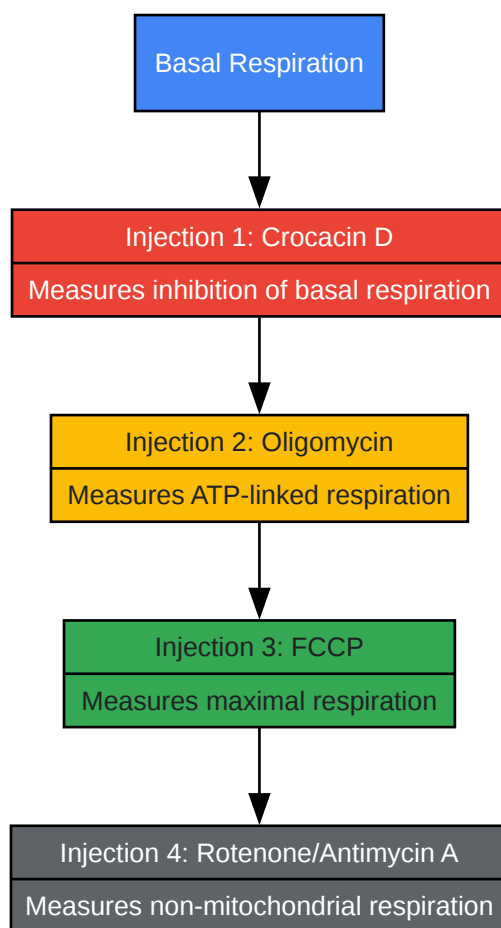 Basal Respiration
Injection 1: Crocacin D
Measures inhibition of basal respiration
Injection 2: Oligomycin
Measures ATP-linked respiration
Injection 3: FCCP
Measures maximal respiration
Injection 4: Rotenone/Antimycin A
Measures non-mitochondrial respiration